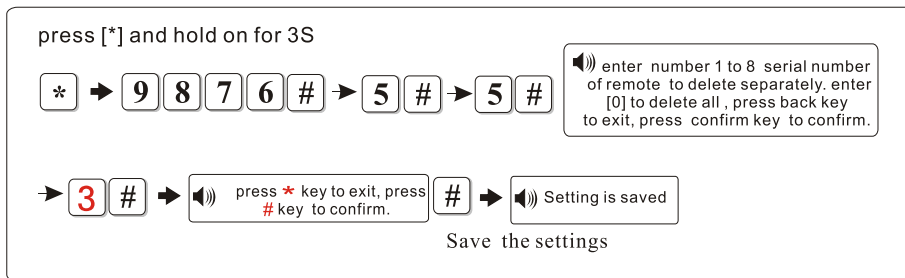 press [*] and hold on for 3S
* 9 8 7 6 # 5 # 5 #
enter number 1 to 8 serial number
of remote to delete separately. enter
[0] to delete all , press back key
to exit, press confirm key to confirm.
3 #
press * key to exit, press
# key to confirm.
#
Setting is saved
Save the settings